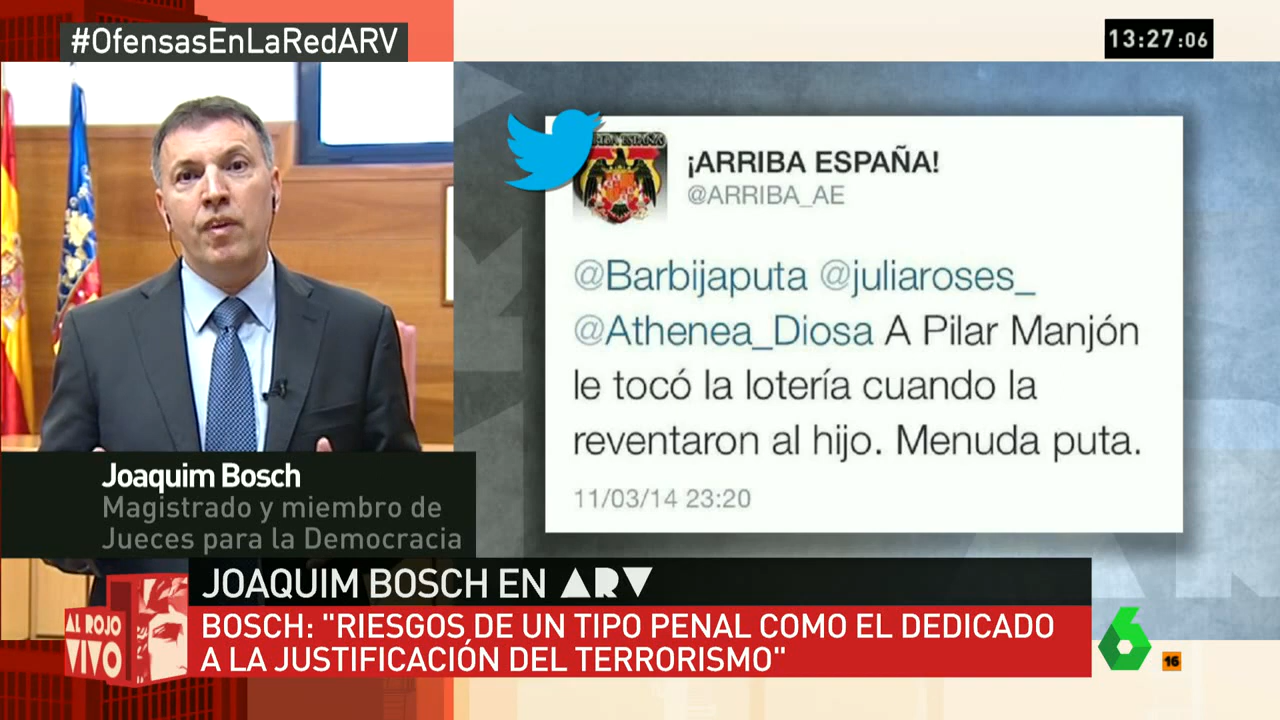 #OfensasEnLaRedARV
13:27:06
¡ARRIBA ESPAÑA!
@ARRIBA_AE
@Barbijaputa @juliaroses_
@Athenea_Diosa A Pilar Manjón
le tocó la lotería cuando la
reventaron al hijo. Menuda puta.
11/03/14 23:20
Joaquim Bosch
Magistrado y miembro de
Jueces para la Democracia
JOAQUIM BOSCH EN ARV
BOSCH: "RIESGOS DE UN TIPO PENAL COMO EL DEDICADO
A LA JUSTIFICACIÓN DEL TERRORISMO"
AL ROJO
VIVO
6
16